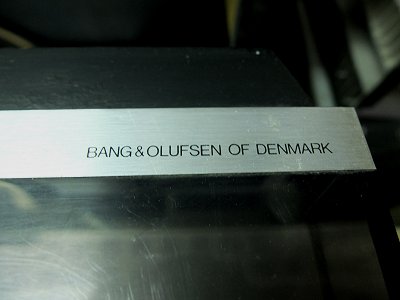 BANG & OLUFSEN OF DENMARK